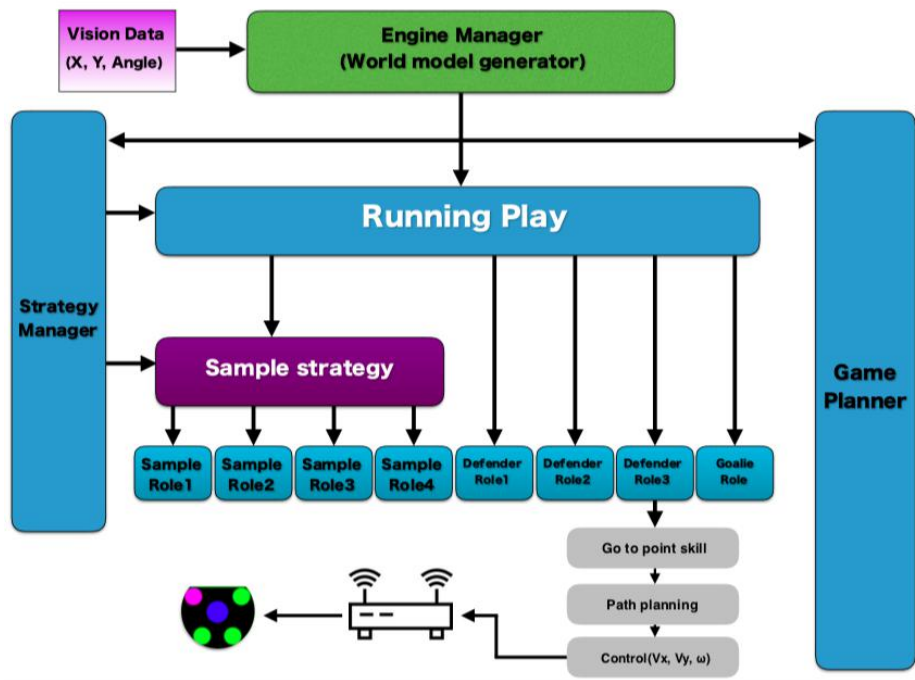 Vision Data
(X, Y, Angle)
Engine Manager
(World model generator)
Running Play
Strategy
Manager
Sample strategy
Game
Planner
Sample
Role1
Sample
Role2
Sample
Role3
Sample
Role4
Defender
Role1
Defender
Role2
Defender
Role3
Goalie
Role
Go to point skill
Path planning
Control(Vx, Vy, ω)